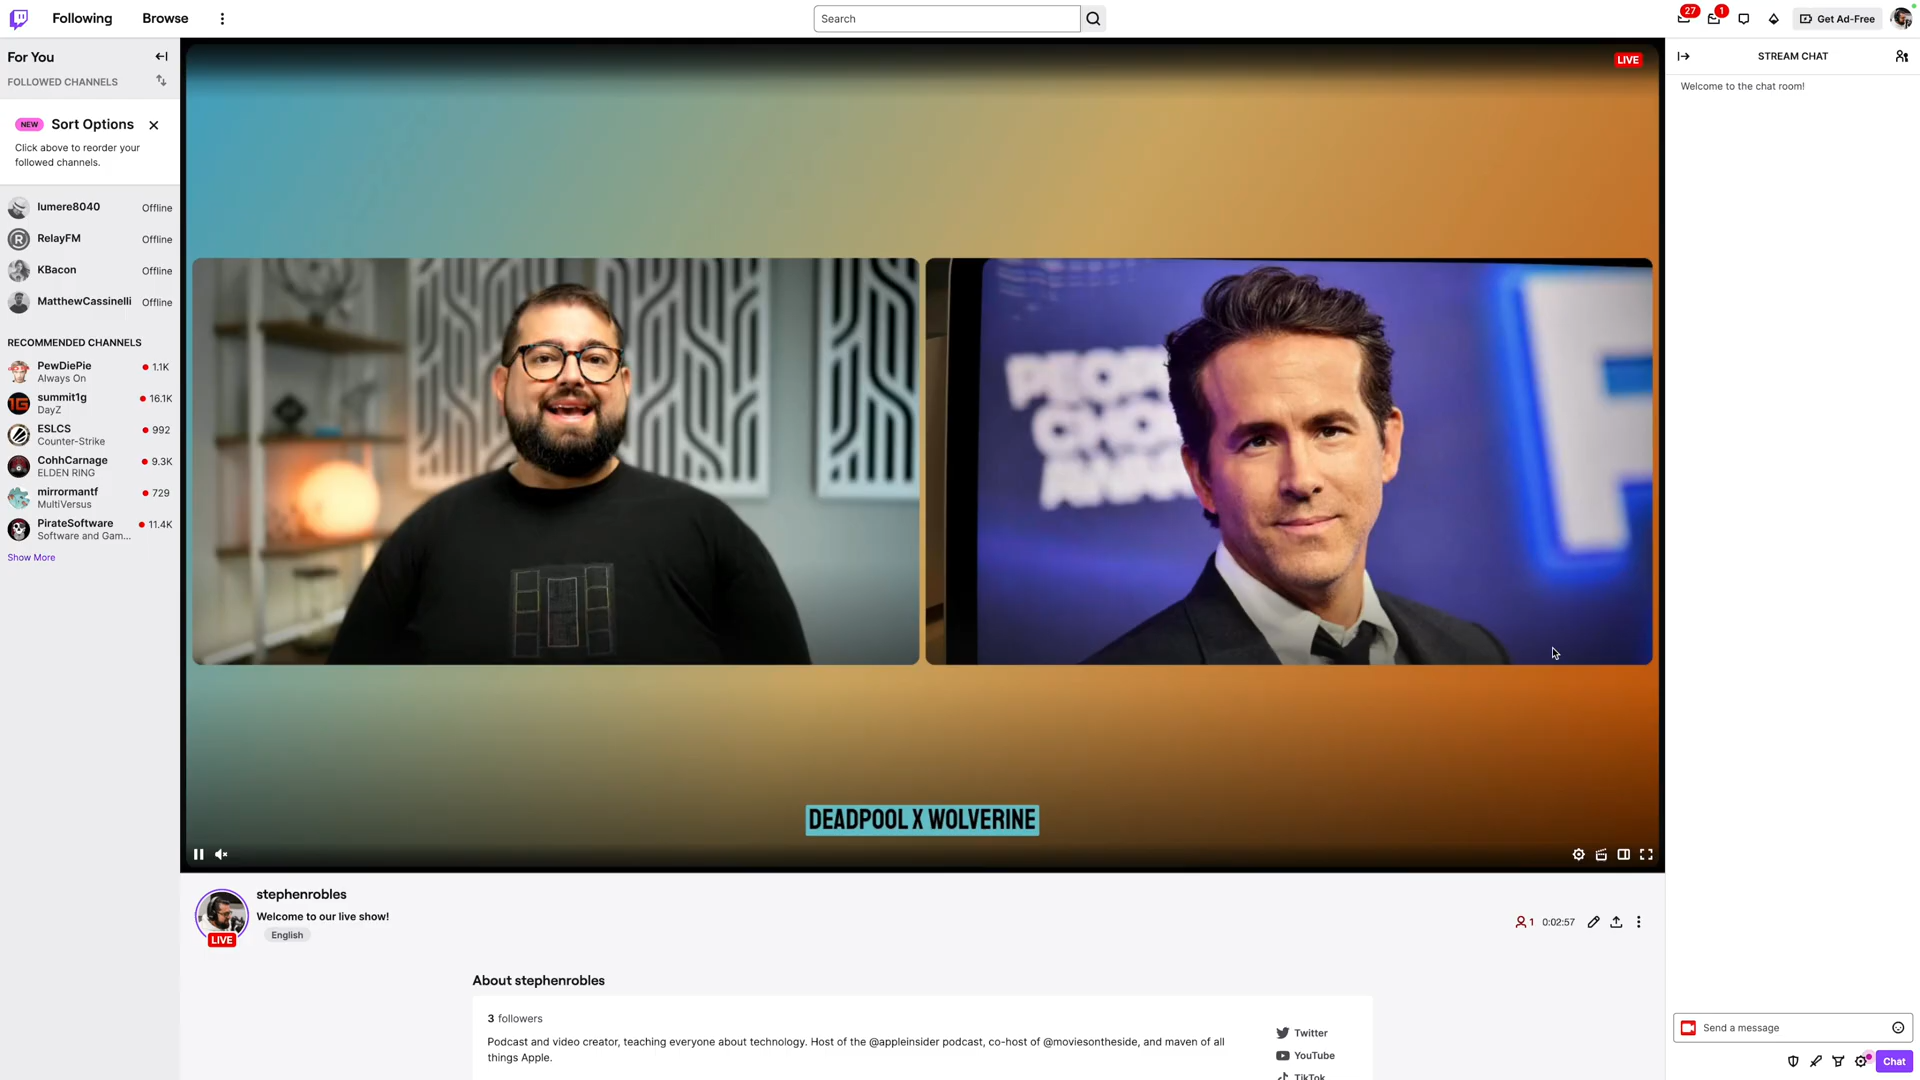 Following
Browse
Search
27
1
Get Ad-Free
For You
FOLLOWED CHANNELS
NEW
Sort Options
Click above to reorder your
followed channels.
lumere8040
Offline
RelayFM
Offline
KBacon
Offline
MatthewCassinelli
Offline
RECOMMENDED CHANNELS
PewDiePie
1.1K
Always On
summit1g
16.1K
DayZ
ESLCS
992
Counter-Strike
CohhCarnage
9.3K
ELDEN RING
mirrormantf
729
MultiVersus
PirateSoftware
11.4K
Software and Gam...
Show More
LIVE
PEOPLE
CHOI
AWAR
DEADPOOL X WOLVERINE
LIVE
stephenrobles
Welcome to our live show!
English
1
0:02:57
About stephenrobles
3 followers
Podcast and video creator, teaching everyone about technology. Host of the @appleinsider podcast, co-host of @moviesontheside, and maven of all
things Apple.
Twitter
YouTube
TikTok
STREAM CHAT
Welcome to the chat room!
Send a message
Chat